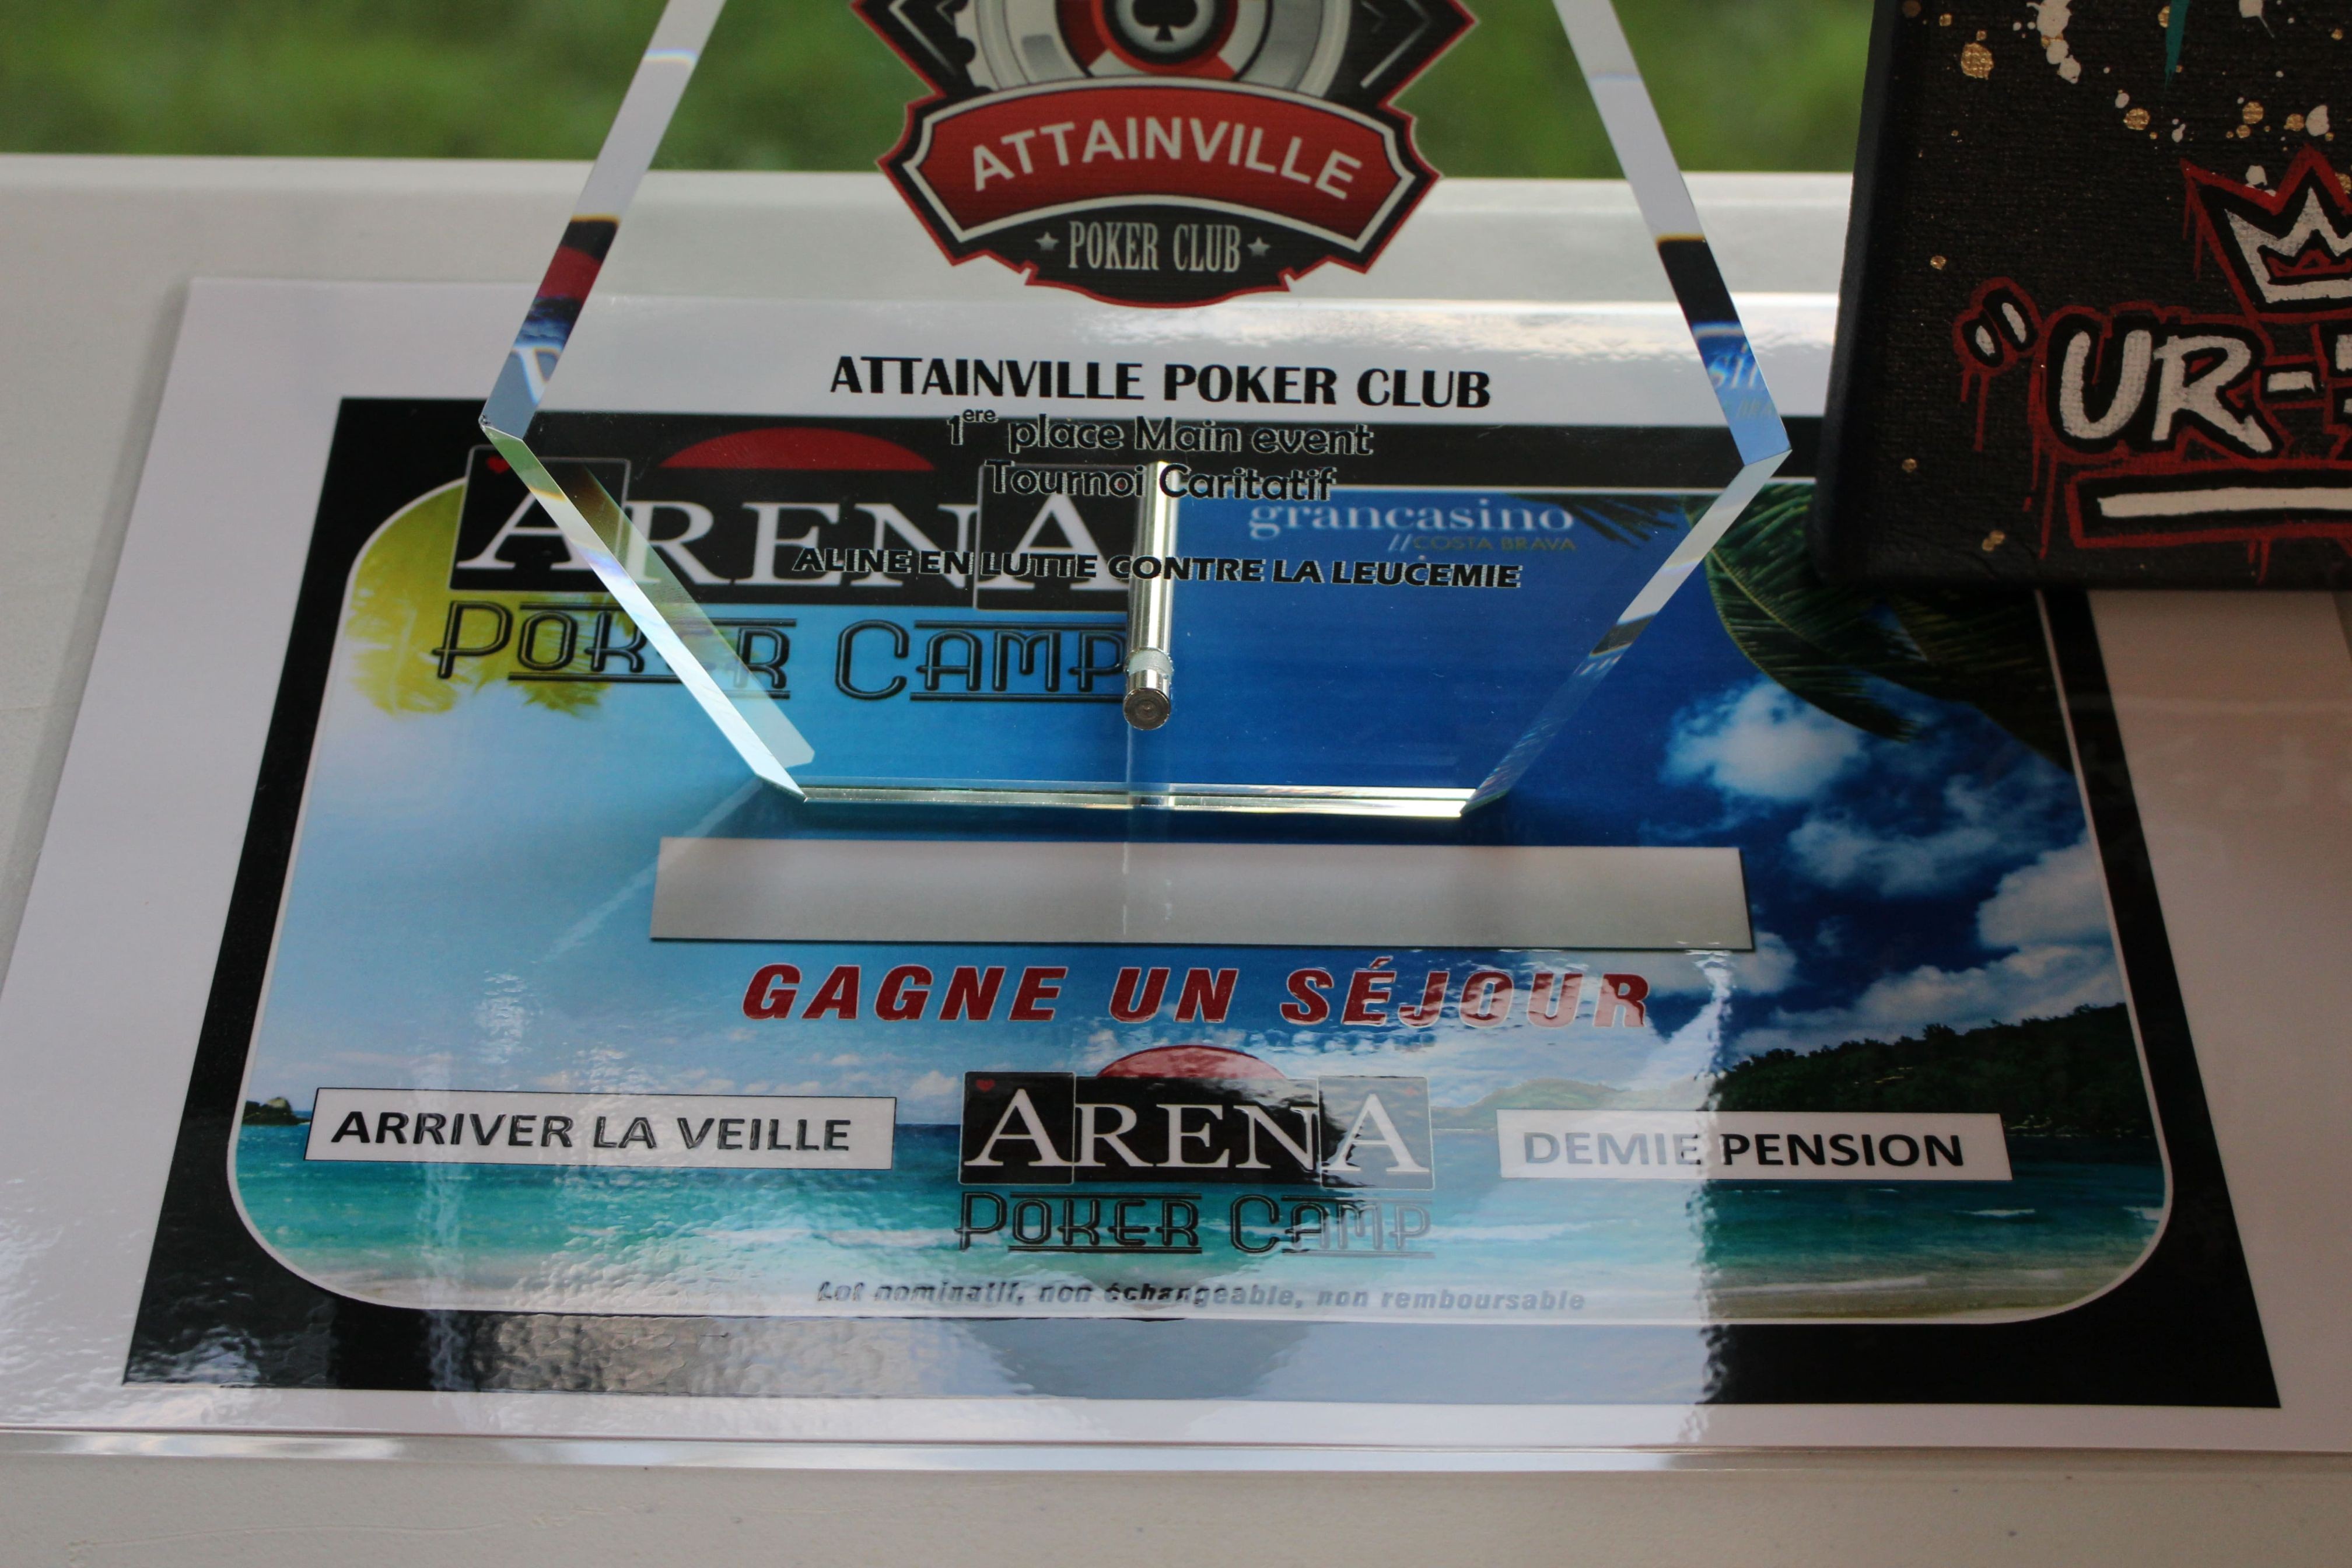 ATTAINVILLE
POKER CLUB
ATTAINVILLE POKER CLUB
1ere place Main event
Tournoi Caritatif
ALINE EN LUTTE CONTRE LA LEUCEMIE
ARENA
POKER CAMP
grancasino
//COSTA BRAVA
GAGNE UN SÉJOUR
ARRIVER LA VEILLE
ARENA
POKER CAMP
DEMIE PENSION
Lot nominatif, non échangeable, non remboursable
"UR-